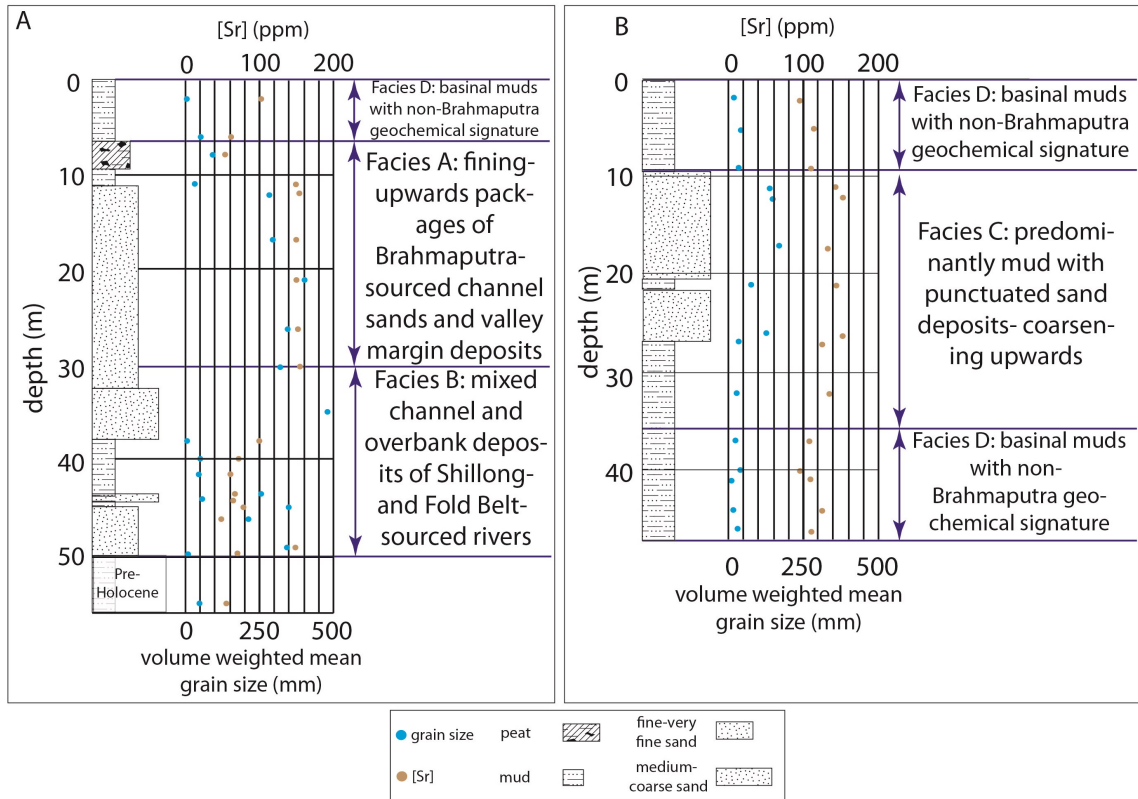 A
[Sr] (ppm)
0 100 200
0
10
20
30
40
50
depth (m)
Facies D: basinal muds
with non-Brahmaputra
geochemical signature
Facies A: fining-
upwards pack-
ages of
Brahmaputra-
sourced channel
sands and valley
margin deposits
Facies B: mixed
channel and
overbank depos-
its of Shillong-
and Fold Belt-
sourced rivers
Pre-
Holocene
0 250 500
volume weighted mean
grain size (mm)
B
[Sr] (ppm)
0 100 200
0
10
20
30
40
depth (m)
Facies D: basinal muds
with non-Brahmaputra
geochemical signature
Facies C: predomi-
nantly mud with
punctuated sand
deposits- coarsen-
ing upwards
Facies D: basinal muds
with non-
Brahmaputra geo-
chemical signature
0 250 500
volume weighted mean
grain size (mm)
grain size
[Sr]
peat
mud
fine-very
fine sand
medium-
coarse sand